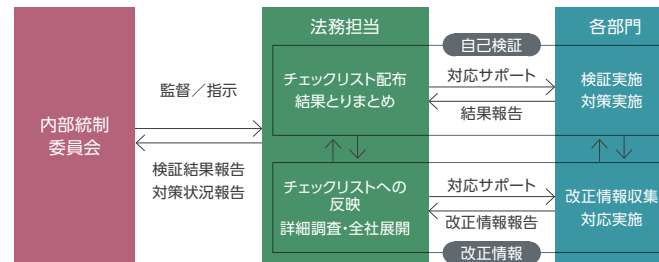 法務担当
各部門
自己検証
内部統制
委員会
監督／指示
検証結果報告
対策状況報告
チェックリスト配布
結果とりまとめ
対応サポート
結果報告
検証実施
対策実施
チェックリストへの
反映
詳細調査・全社展開
対応サポート
改正情報報告
改正情報収集
対応実施
改正情報